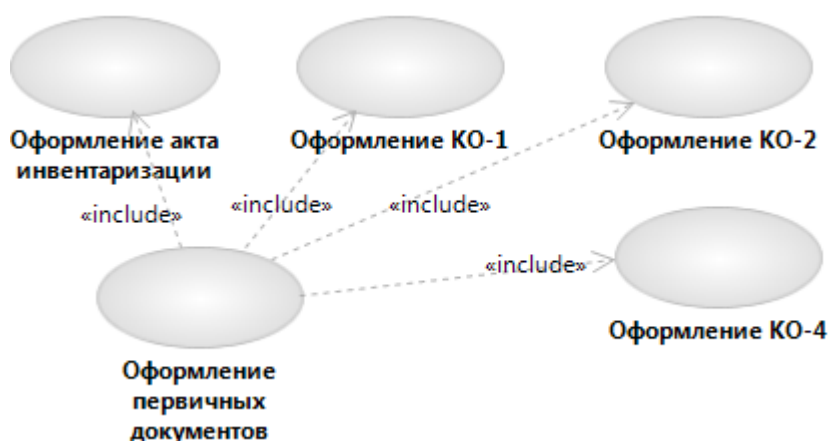 Оформление акта
инвентаризации
Оформление КО-1
Оформление КО-2
«include»
«include»
«include»
«include»
Оформление КО-4
Оформление
первичных
документов